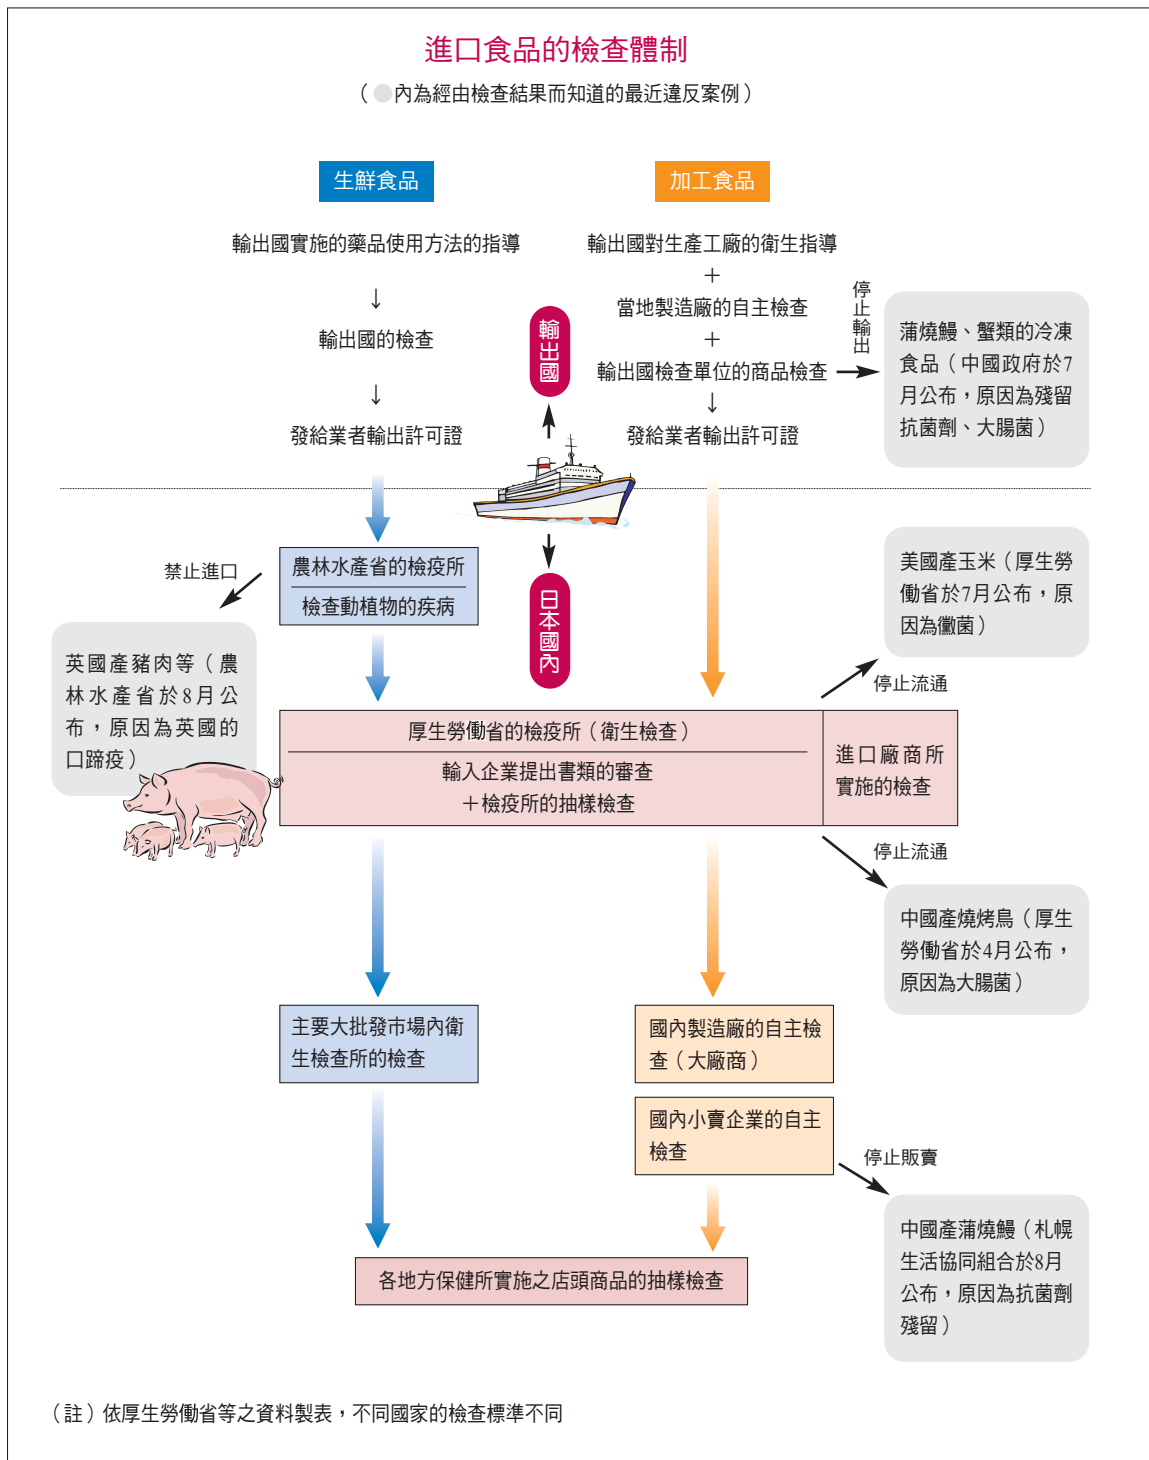 進口食品的檢查體制
（ 內為經由檢查結果而知道的最近違反案例）
生鮮食品
加工食品
輸出國實施的藥品使用方法的指導
↓
輸出國的檢查
↓
發給業者輸出許可證
輸出國對生產工廠的衛生指導
＋
當地製造廠的自主檢查
＋
輸出國檢查單位的商品檢查
↓
發給業者輸出許可證
停止輸出
蒲燒鰻、蟹類的冷凍
食品（中國政府於7
月公布，原因為殘留
抗菌劑、大腸菌）
輸出國
日本國內
農林水產省的檢疫所
檢查動植物的疾病
禁止進口
英國產豬肉等（農
林水產省於8月公
布，原因為英國的
口蹄疫）
美國產玉米（厚生勞
働省於7月公布，原
因為黴菌）
停止流通
厚生勞働省的檢疫所（衛生檢查）
輸入企業提出書類的審查
＋檢疫所的抽樣檢查
進口廠商所
實施的檢查
停止流通
中國產燒烤鳥（厚生
勞働省於4月公布，
原因為大腸菌）
主要大批發市場內衛
生檢查所的檢查
國內製造廠的自主檢
查（大廠商）
國內小賣企業的自主
檢查
停止販賣
中國產蒲燒鰻（札幌
生活協同組合於8月
公布，原因為抗菌劑
殘留）
各地方保健所實施之店頭商品的抽樣檢查
（註）依厚生勞働省等之資料製表，不同國家的檢查標準不同